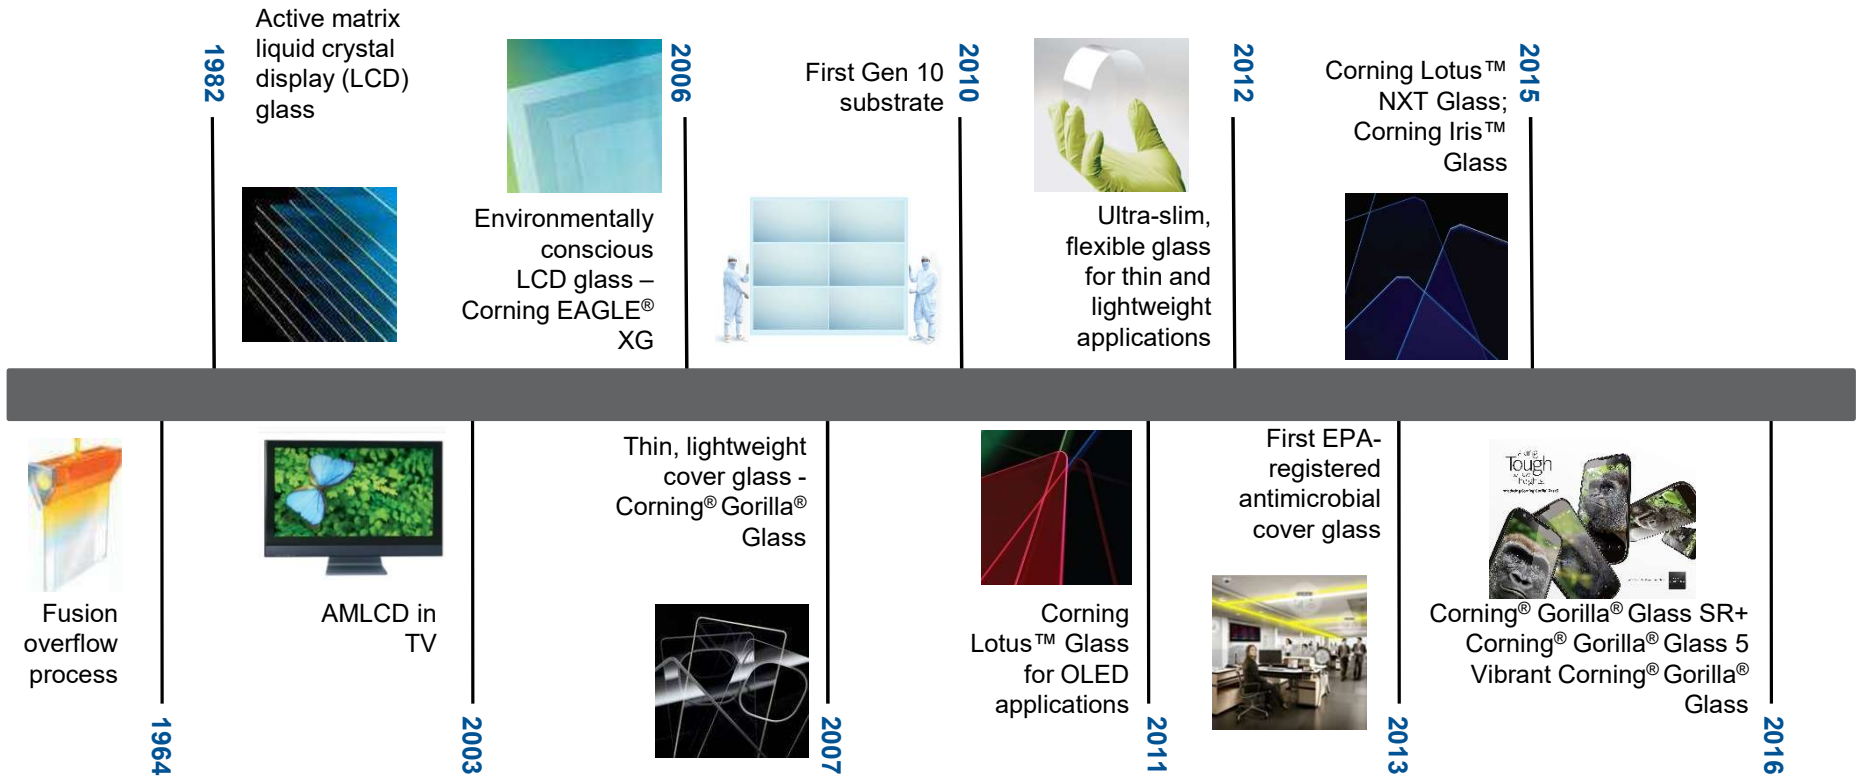 1982
Active matrix
liquid crystal
display (LCD)
glass
2006
Environmentally
conscious
LCD glass –
Corning EAGLE®
XG
2010
First Gen 10
substrate
2012
Ultra-slim,
flexible glass
for thin and
lightweight
applications
2015
Corning Lotus™
NXT Glass;
Corning Iris™
Glass
1964
Fusion
overflow
process
2003
AMLCD in
TV
2007
Thin, lightweight
cover glass -
Corning® Gorilla®
Glass
2011
Corning
Lotus™ Glass
for OLED
applications
2013
First EPA-
registered
antimicrobial
cover glass
2016
Tough
heights
Corning® Gorilla® Glass SR+
Corning® Gorilla® Glass 5
Vibrant Corning® Gorilla®
Glass